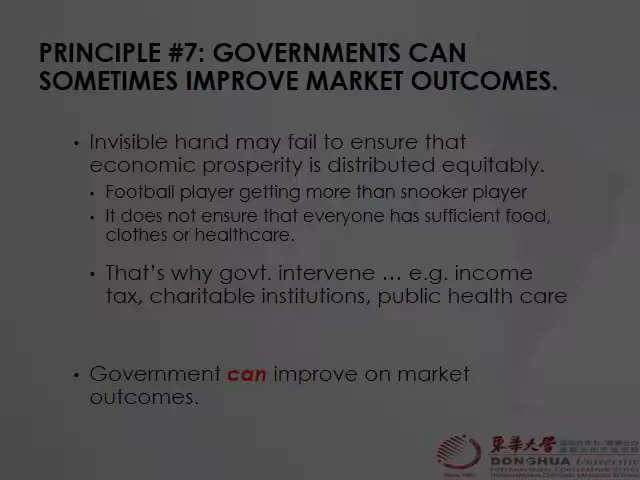 PRINCIPLE #7: GOVERNMENTS CAN
SOMETIMES IMPROVE MARKET OUTCOMES.
• Invisible hand may fail to ensure that
economic prosperity is distributed equitably.
• Football player getting more than snooker player
• It does not ensure that everyone has sufficient food,
clothes or healthcare.
• That's why govt. intervene … e.g. income
tax, charitable institutions, public health care
• Government can improve on market
outcomes.
東華大學
DONGHUA University